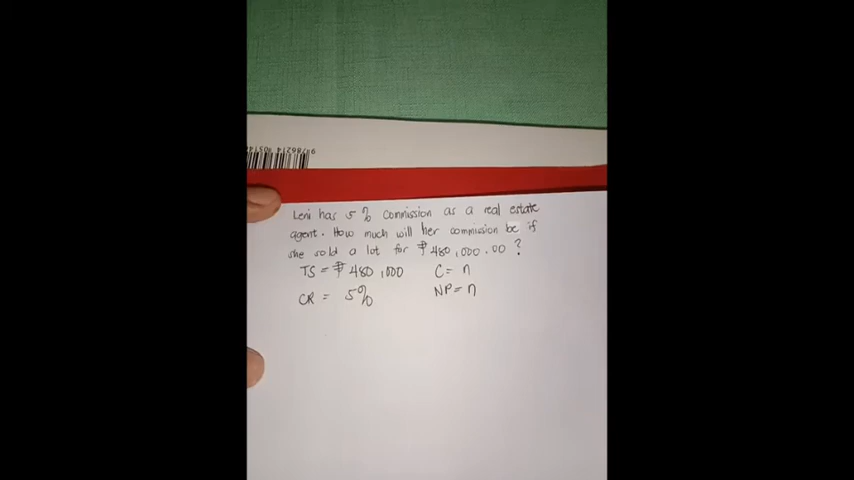 Leni has 5% commission as a real estate
agent. How much will her commission be if
she sold a lot for ₱480,000.00?
TS = ₱480,000 C = n
CR = 5% NP = n